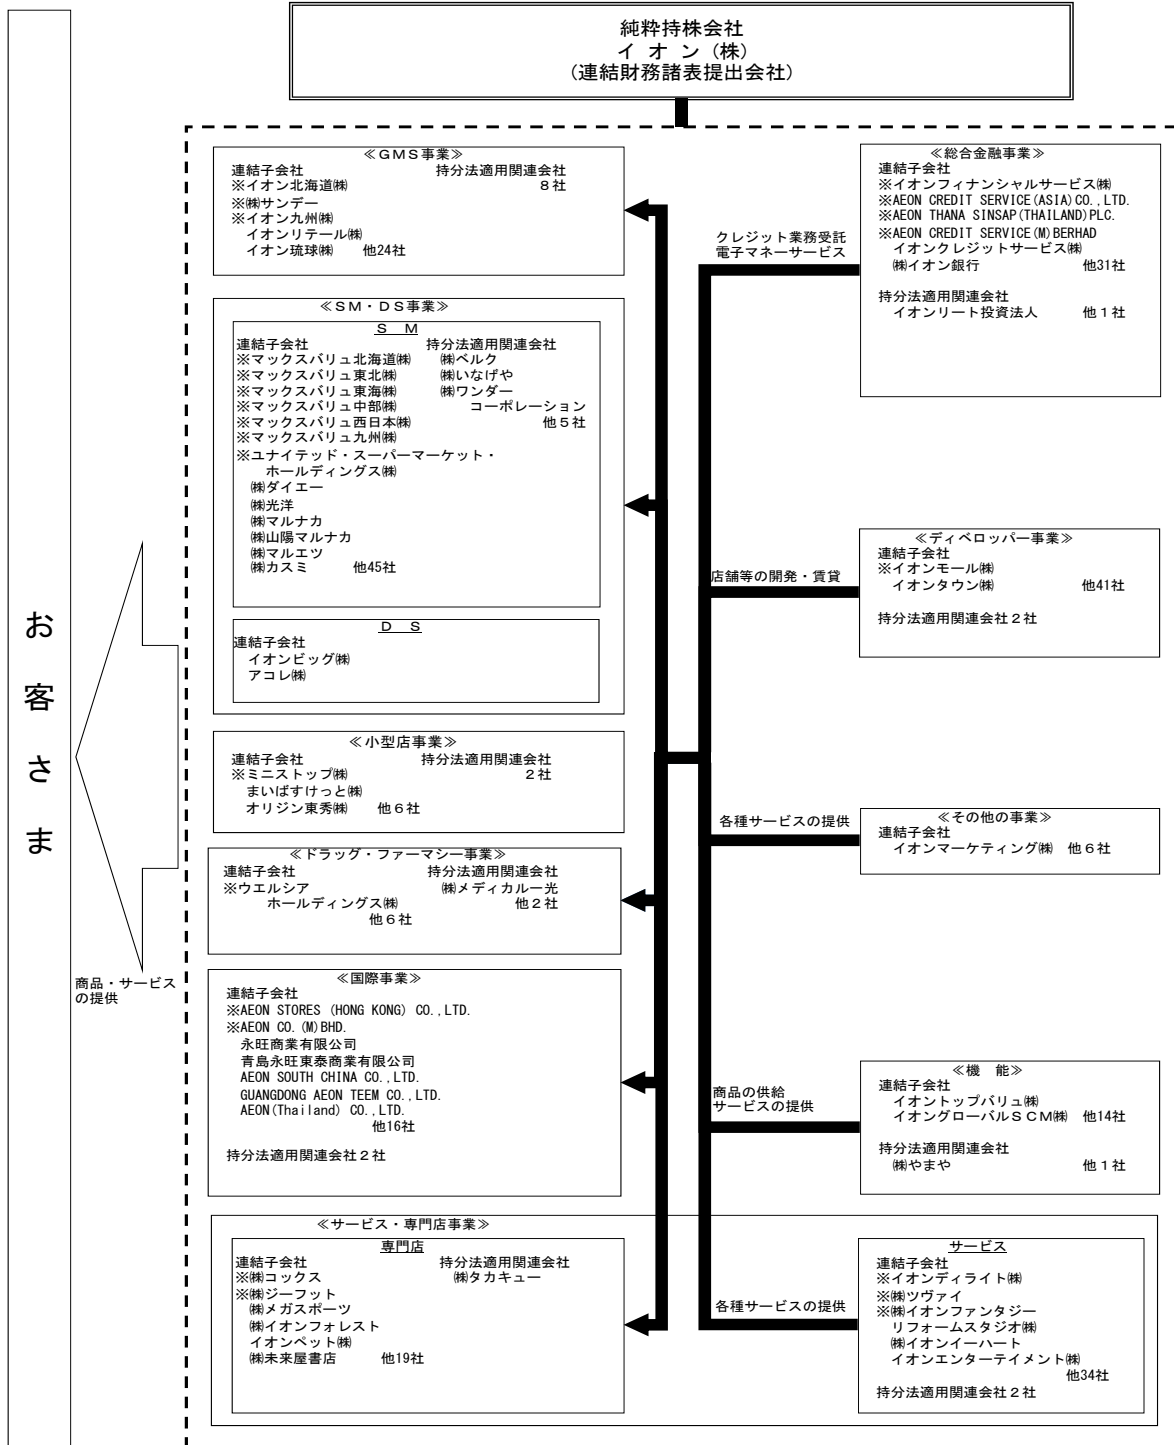 純粋持株会社
イ オ ン（株）
（連結財務諸表提出会社）
お客さま
商品・サービス
の提供
≪ＧＭＳ事業≫
連結子会社　持分法適用関連会社
※イオン北海道㈱　８社
※㈱サンデー
※イオン九州㈱
イオンリテール㈱
イオン琉球㈱　他24社
≪ＳＭ・ＤＳ事業≫
Ｓ　Ｍ
連結子会社　持分法適用関連会社
※マックスバリュ北海道㈱　㈱ベルク
※マックスバリュ東北㈱　㈱いなげや
※マックスバリュ東海㈱　㈱ワンダー
※マックスバリュ中部㈱　コーポレーション
※マックスバリュ西日本㈱　他５社
※マックスバリュ九州㈱
※ユナイテッド・スーパーマーケット・
ホールディングス㈱
㈱ダイエー
㈱光洋
㈱マルナカ
㈱山陽マルナカ
㈱マルエツ
㈱カスミ　他45社
Ｄ　Ｓ
連結子会社
イオンビッグ㈱
アコレ㈱
≪小型店事業≫
連結子会社　持分法適用関連会社
※ミニストップ㈱　２社
まいばすけっと㈱
オリジン東秀㈱　他６社
≪ドラッグ・ファーマシー事業≫
連結子会社　持分法適用関連会社
※ウエルシア　㈱メディカル一光
ホールディングス㈱　他２社
他６社
≪国際事業≫
連結子会社
※AEON STORES (HONG KONG) CO.,LTD.
※AEON CO.(M)BHD.
永旺商業有限公司
青島永旺東泰商業有限公司
AEON SOUTH CHINA CO.,LTD.
GUANGDONG AEON TEEM CO.,LTD.
AEON(Thailand) CO.,LTD.
他16社
持分法適用関連会社２社
≪サービス・専門店事業≫
専門店
連結子会社　持分法適用関連会社
※㈱コックス　㈱タカキュー
※㈱ジーフット
㈱メガスポーツ
㈱イオンフォレスト
イオンペット㈱
㈱未来屋書店　他19社
クレジット業務受託
電子マネーサービス
≪総合金融事業≫
連結子会社
※イオンフィナンシャルサービス㈱
※AEON CREDIT SERVICE(ASIA)CO.,LTD.
※AEON THANA SINSAP(THAILAND)PLC.
※AEON CREDIT SERVICE(M)BERHAD
イオンクレジットサービス㈱
㈱イオン銀行　他31社
持分法適用関連会社
イオンリート投資法人　他１社
店舗等の開発・賃貸
≪ディベロッパー事業≫
連結子会社
※イオンモール㈱
イオンタウン㈱　他41社
持分法適用関連会社２社
各種サービスの提供
≪その他の事業≫
連結子会社
イオンマーケティング㈱　他６社
商品の供給
サービスの提供
≪機　能≫
連結子会社
イオントップバリュ㈱
イオングローバルＳＣＭ㈱　他14社
持分法適用関連会社
㈱やまや　他１社
各種サービスの提供
サービス
連結子会社
※イオンディライト㈱
※㈱ツヴァイ
※㈱イオンファンタジー
リフォームスタジオ㈱
㈱イオンイーハート
イオンエンターテイメント㈱
他34社
持分法適用関連会社２社